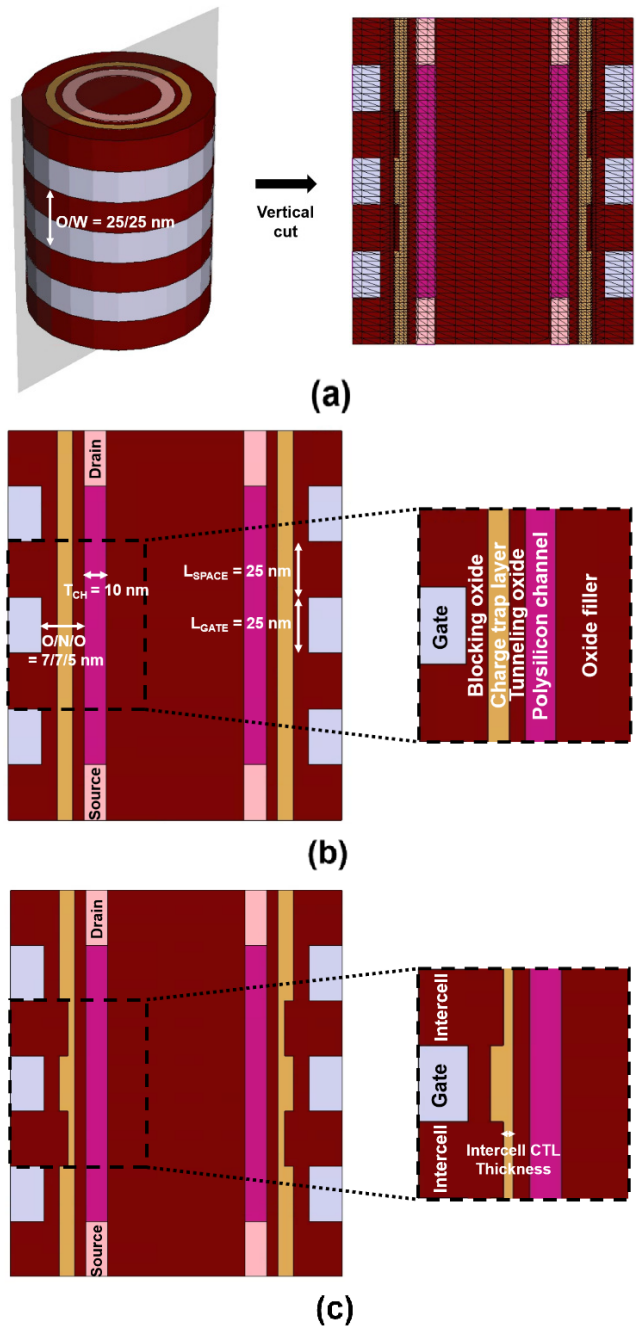 O/W = 25/25 nm
Vertical
cut
(a)
Drain
T_CH = 10 nm
L_SPACE = 25 nm
L_GATE = 25 nm
O/N/O
= 7/7/5 nm
Source
Gate
Blocking oxide
Charge trap layer
Tunneling oxide
Polysilicon channel
Oxide filler
(b)
Drain
Source
Intercell
Gate
Intercell
Intercell CTL
Thickness
(c)